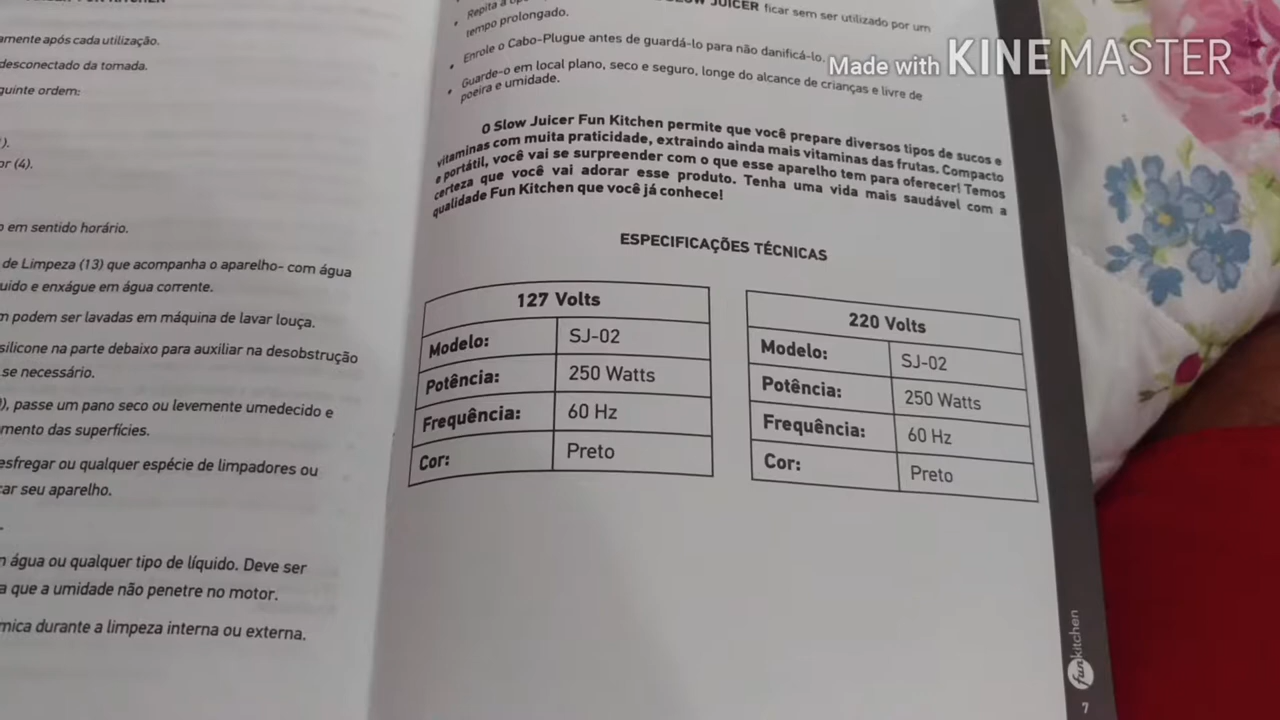 amente após cada utilização.
desconectado da tomada.
guinte ordem:
).
or (4).
o em sentido horário.
de Limpeza (13) que acompanha o aparelho- com água
uido e enxágue em água corrente.
m podem ser lavadas em máquina de lavar louça.
silicone na parte debaixo para auxiliar na desobstrução
se necessário.
), passe um pano seco ou levemente umedecido e
mento das superfícies.
esfregar ou qualquer espécie de limpadores ou
car seu aparelho.
m água ou qualquer tipo de líquido. Deve ser
a que a umidade não penetre no motor.
mica durante a limpeza interna ou externa.
• Repita a JUICER ficar sem ser utilizado por um
tempo prolongado.
• Enrole o Cabo-Plugue antes de guardá-lo para não danificá-lo.
• Guarde-o em local plano, seco e seguro, longe do alcance de crianças e livre de
poeira e umidade.
Made with KINEMASTER
O Slow Juicer Fun Kitchen permite que você prepare diversos tipos de sucos e
vitaminas com muita praticidade, extraindo ainda mais vitaminas das frutas. Compacto
e portátil, você vai se surpreender com o que esse aparelho tem para oferecer! Temos
certeza que você vai adorar esse produto. Tenha uma vida mais saudável com a
qualidade Fun Kitchen que você já conhece!
ESPECIFICAÇÕES TÉCNICAS
127 Volts
Modelo: SJ-02
Potência: 250 Watts
Frequência: 60 Hz
Cor: Preto
220 Volts
Modelo: SJ-02
Potência: 250 Watts
Frequência: 60 Hz
Cor: Preto
fun kitchen
7